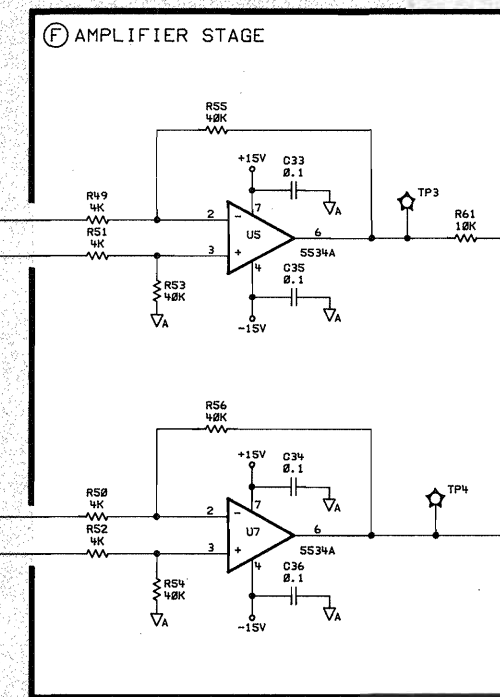 F AMPLIFIER STAGE
R55
40K
+15V
C33
0.1
A
TP3
R49
4K
2
-
7
U5
R61
10K
R51
4K
3
+
6
5534A
4
R53
40K
A
C35
0.1
A
-15V
R56
40K
+15V
C34
0.1
A
TP4
R50
4K
2
-
7
U7
R52
4K
3
+
6
5534A
4
R54
40K
A
C36
0.1
A
-15V